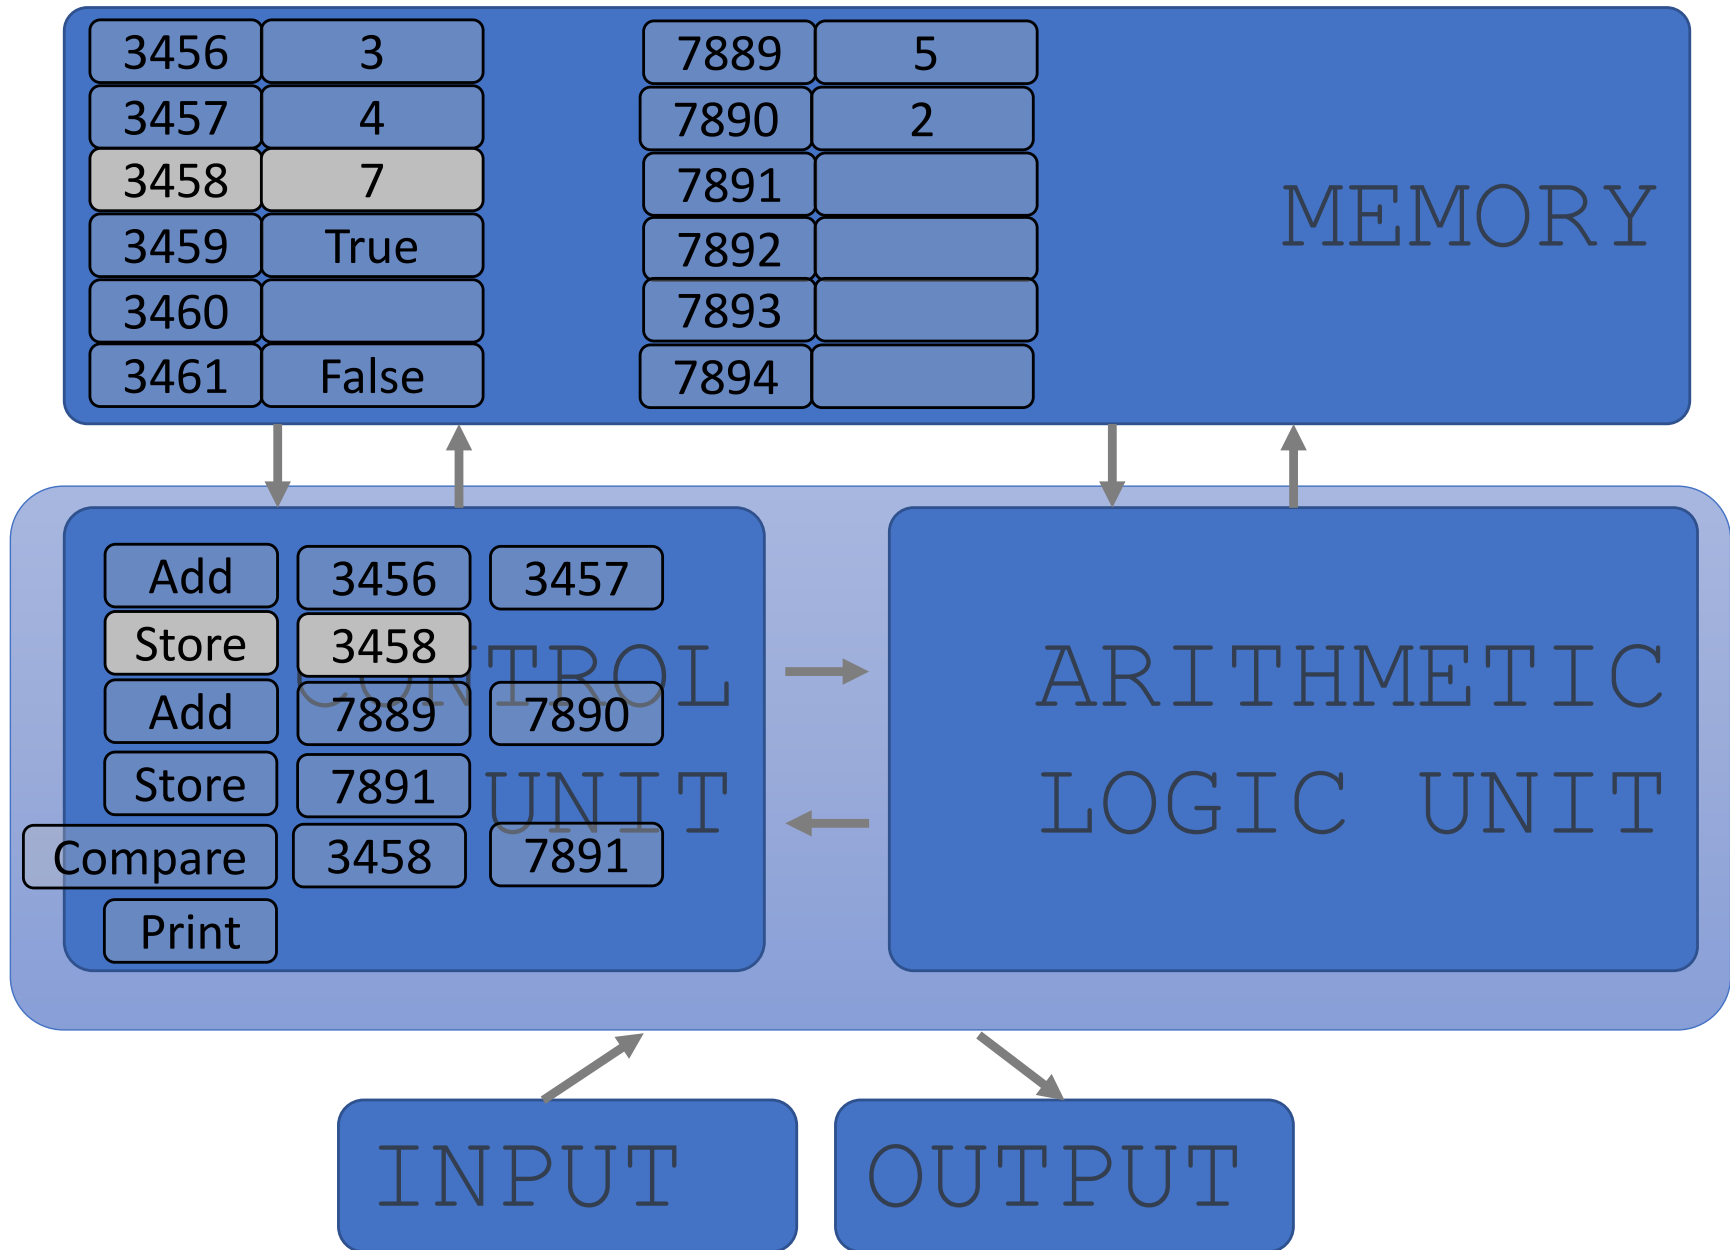 3456 3 7889 5
3457 4 7890 2
3458 7 7891
3459 True 7892
3460 7893
3461 False 7894
MEMORY
Add 3456 3457
Store 3458
Add 7889 7890
Store 7891
Compare 3458 7891
Print
CONTROL
UNIT
ARITHMETIC
LOGIC UNIT
INPUT
OUTPUT